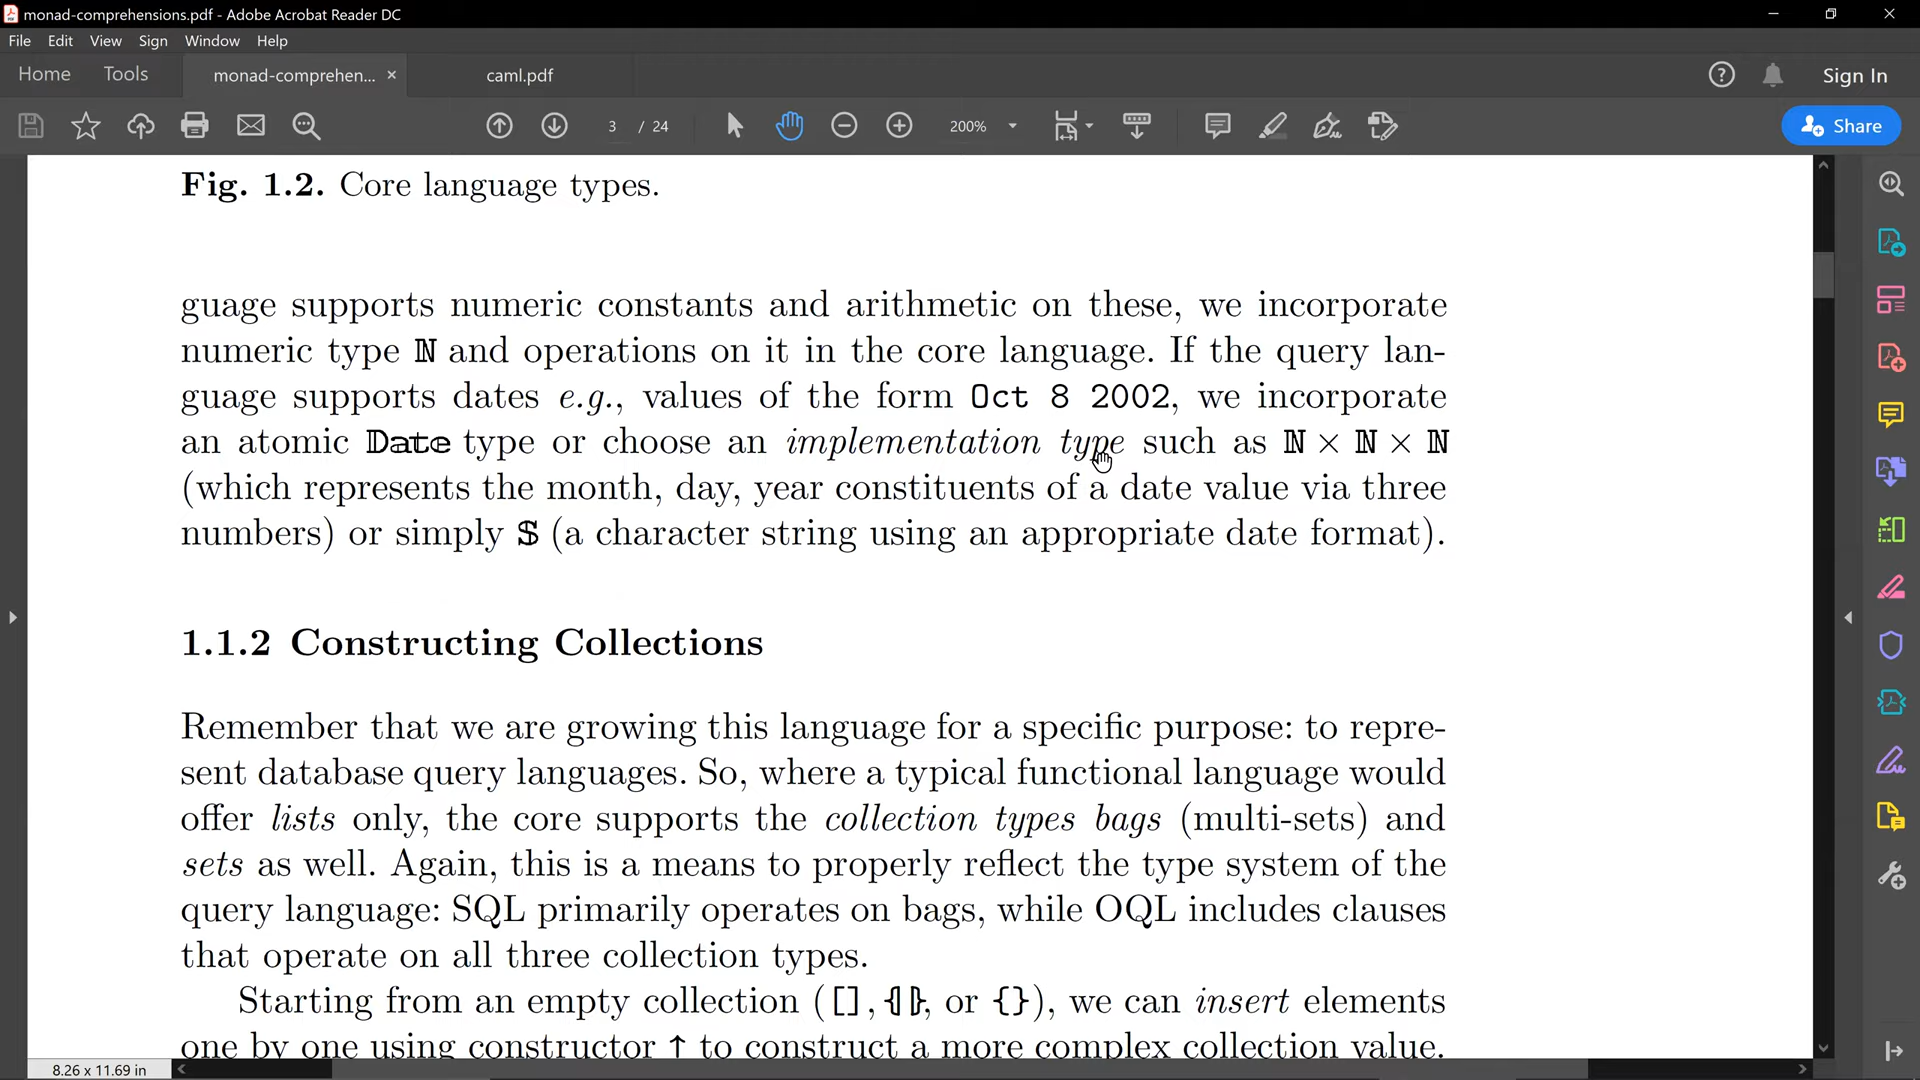 monad-comprehensions.pdf - Adobe Acrobat Reader DC
File Edit View Sign Window Help
Home Tools monad-comprehen... × caml.pdf Sign In
3 / 24 200% Share
Fig. 1.2. Core language types.
guage supports numeric constants and arithmetic on these, we incorporate
numeric type ℕ and operations on it in the core language. If the query lan-
guage supports dates e.g., values of the form Oct 8 2002, we incorporate
an atomic Date type or choose an implementation type such as ℕ × ℕ × ℕ
(which represents the month, day, year constituents of a date value via three
numbers) or simply 𝕊 (a character string using an appropriate date format).
1.1.2 Constructing Collections
Remember that we are growing this language for a specific purpose: to repre-
sent database query languages. So, where a typical functional language would
offer lists only, the core supports the collection types bags (multi-sets) and
sets as well. Again, this is a means to properly reflect the type system of the
query language: SQL primarily operates on bags, while OQL includes clauses
that operate on all three collection types.
Starting from an empty collection ([], {||}, or {}), we can insert elements
one by one using constructor ↑ to construct a more complex collection value.
8.26 x 11.69 in